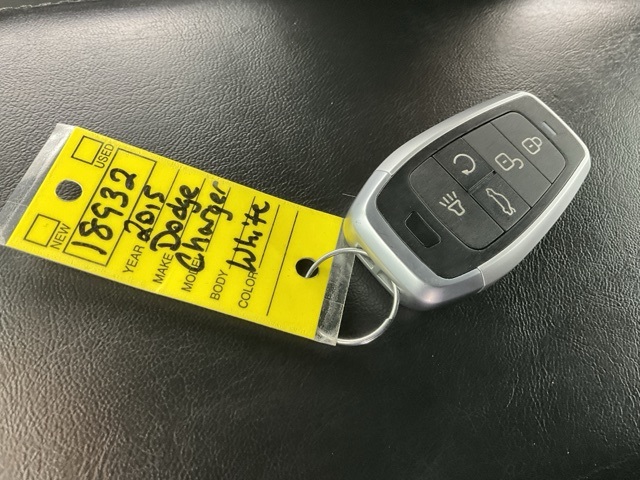 USED
NEW
18932
YEAR 2015
MAKE Dodge
MODEL Charger
BODY
COLOR White